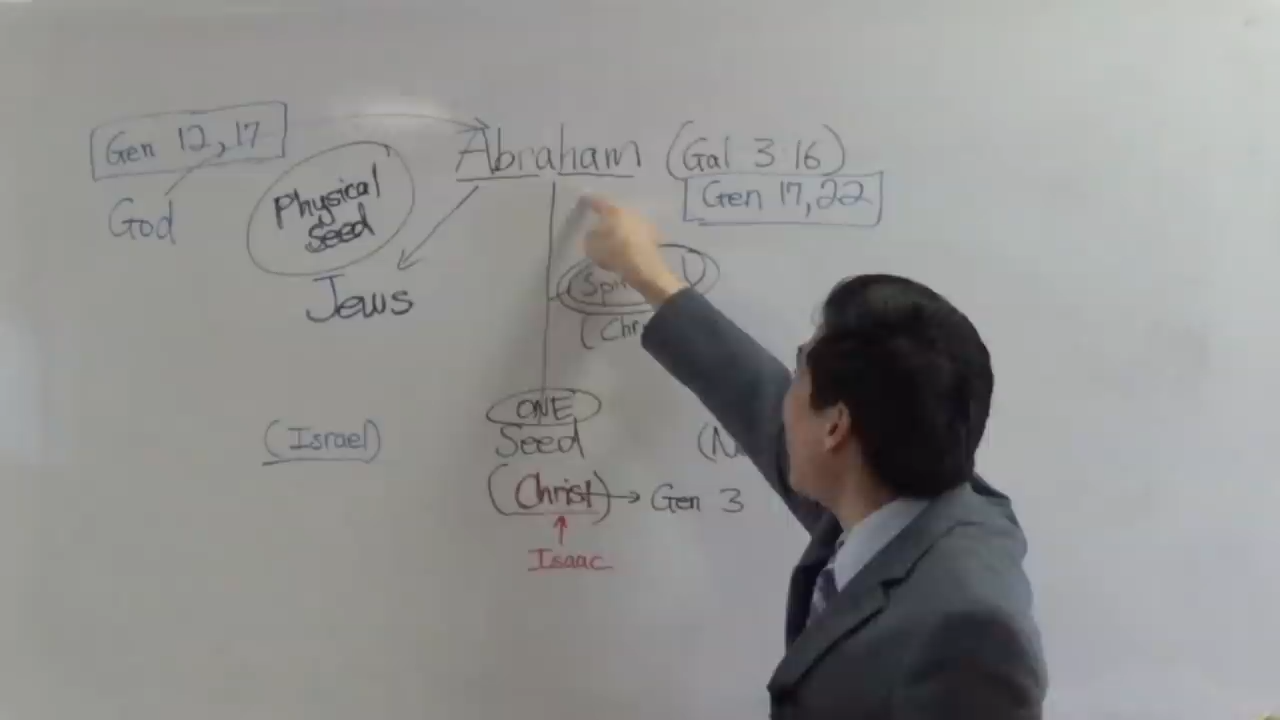 Gen 12, 17
Abraham (Gal 3:16)
Gen 17, 22
God
Physical
Seed
Jews
ONE
(Israel)
Seed
(Christ) → Gen 3
Isaac